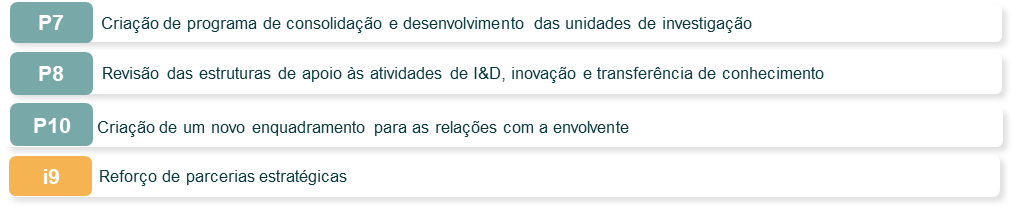 P7 Criação de programa de consolidação e desenvolvimento das unidades de investigação
P8 Revisão das estruturas de apoio às atividades de I&D, inovação e transferência de conhecimento
P10 Criação de um novo enquadramento para as relações com a envolvente
i9 Reforço de parcerias estratégicas